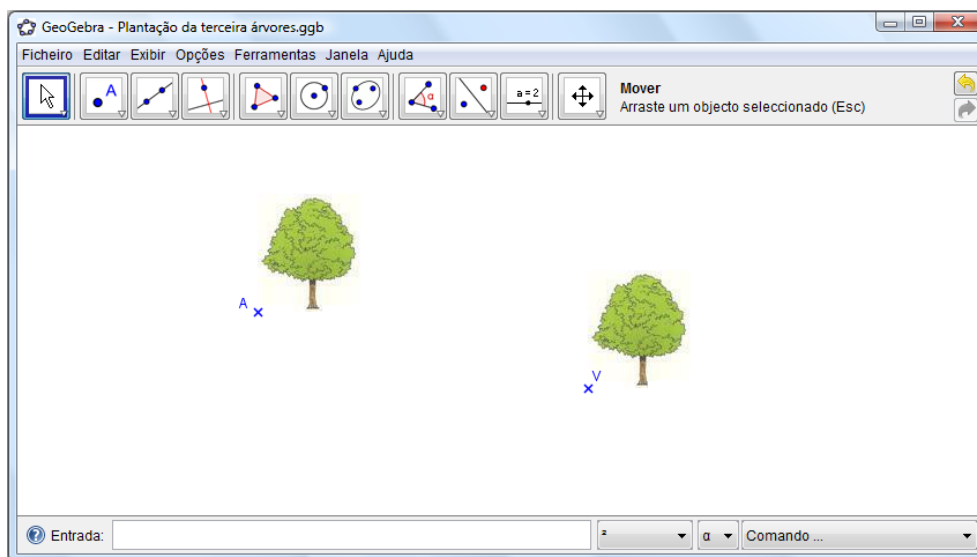 GeoGebra - Plantação da terceira árvores.ggb
Ficheiro Editar Exibir Opções Ferramentas Janela Ajuda
A
α
a = 2
Mover
Arraste um objecto seleccionado (Esc)
A
V
Entrada:
²
α
Comando ...